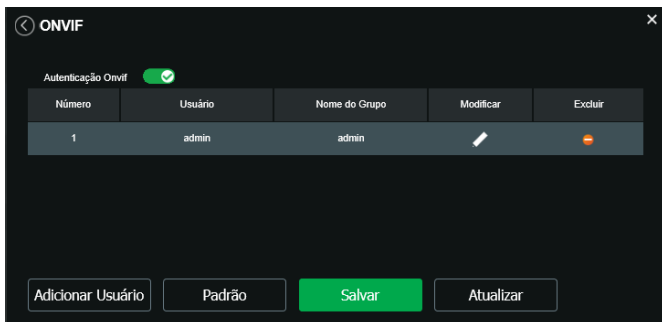 ONVIF
Autenticação Onvif
Número Usuário Nome do Grupo Modificar Excluir
1 admin admin
Adicionar Usuário Padrão Salvar Atualizar